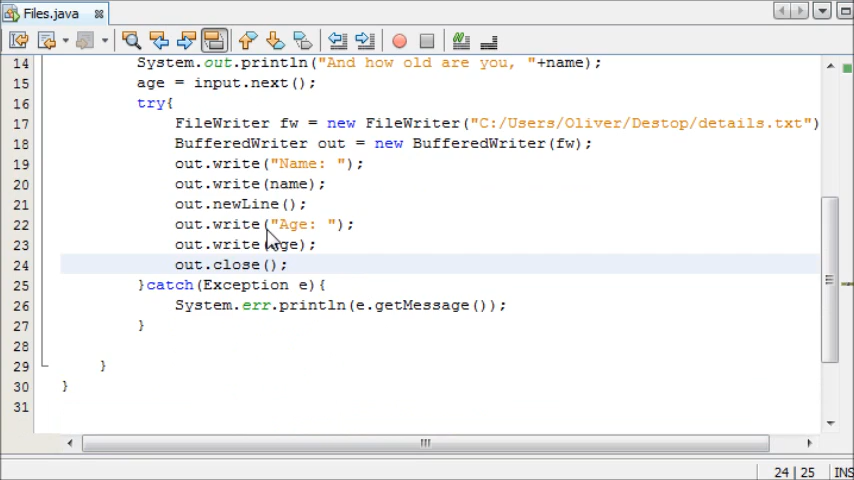 Files.java
14 System.out.println("And how old are you, "+name);
15 age = input.next();
16 try{
17 FileWriter fw = new FileWriter("C:/Users/Oliver/Destop/details.txt")
18 BufferedWriter out = new BufferedWriter(fw);
19 out.write("Name: ");
20 out.write(name);
21 out.newLine();
22 out.write("Age: ");
23 out.write(age);
24 out.close();
25 }catch(Exception e){
26 System.err.println(e.getMessage());
27 }
28
29 }
30 }
31
24 | 25 INS